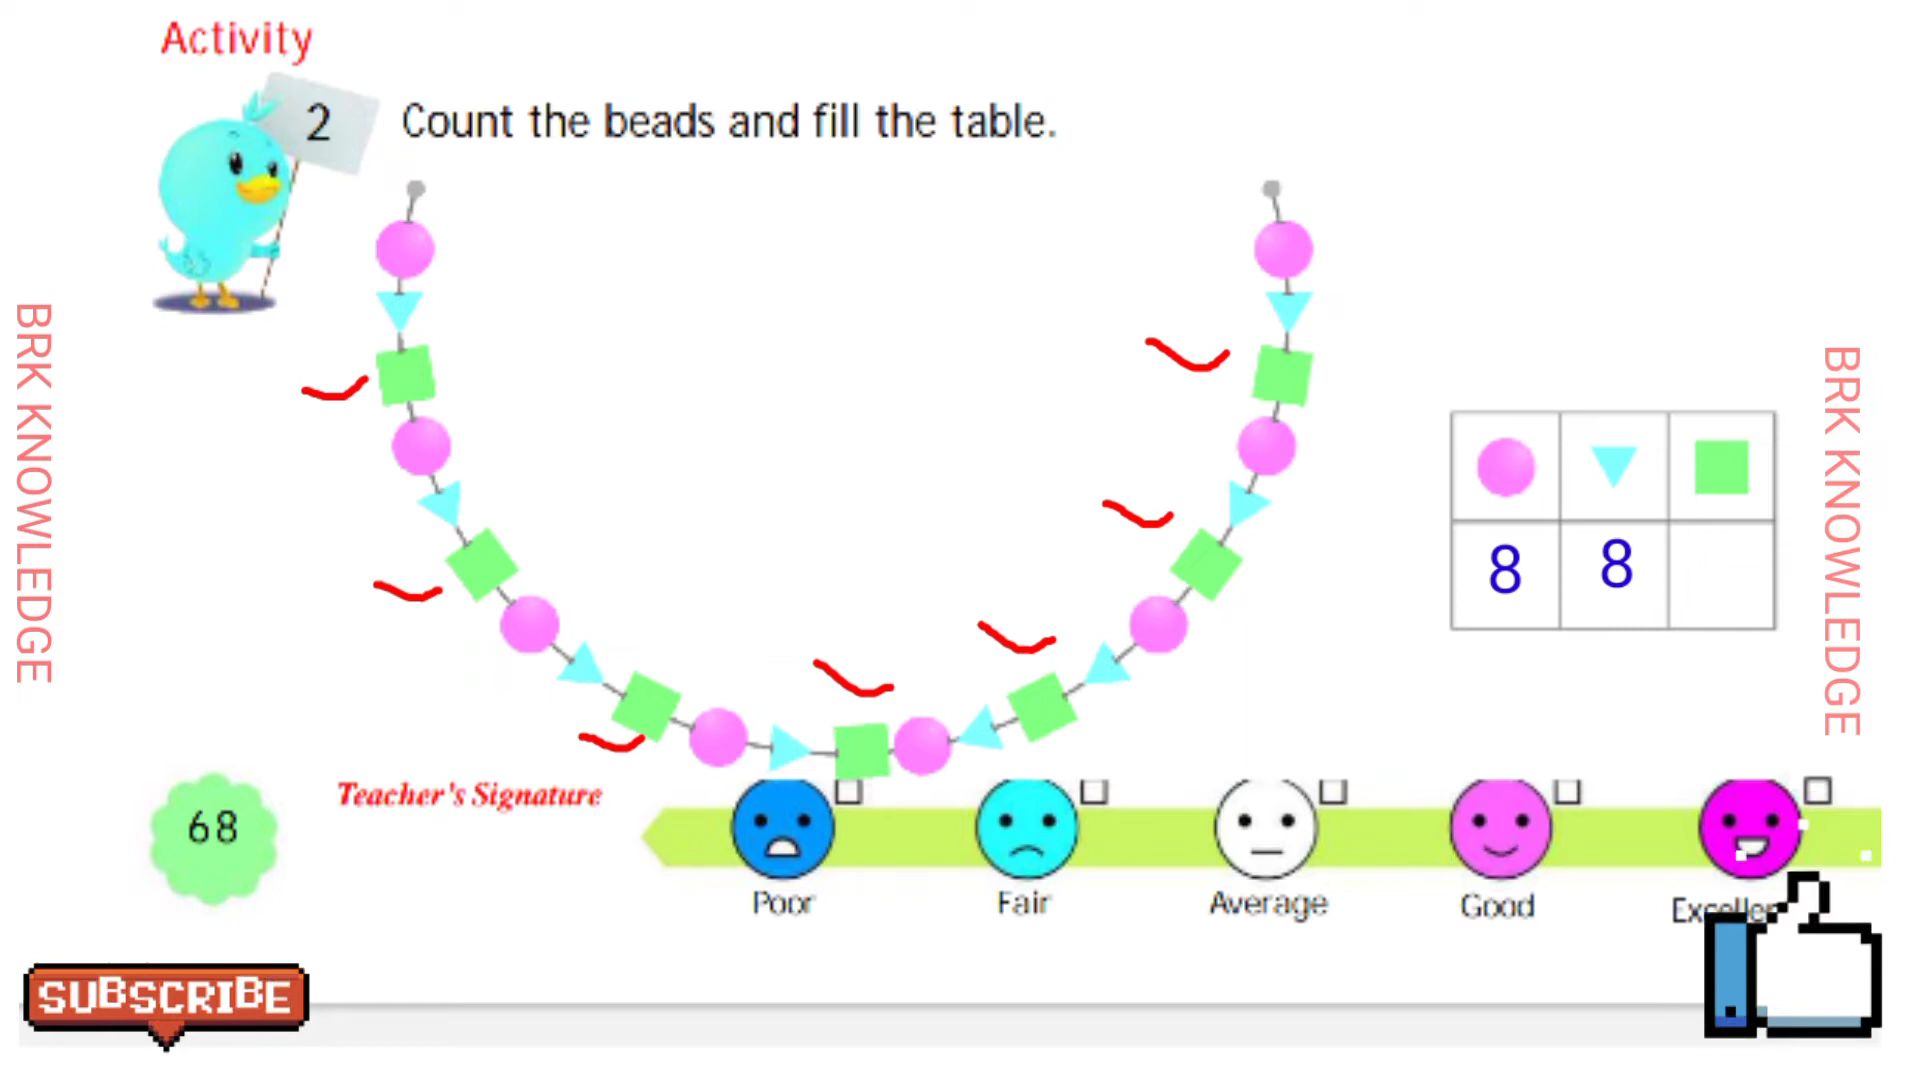 Activity
2
Count the beads and fill the table.
BRK KNOWLEDGE
BRK KNOWLEDGE
8 8
Teacher's Signature
68
Poor Fair Average Good
SUBSCRIBE